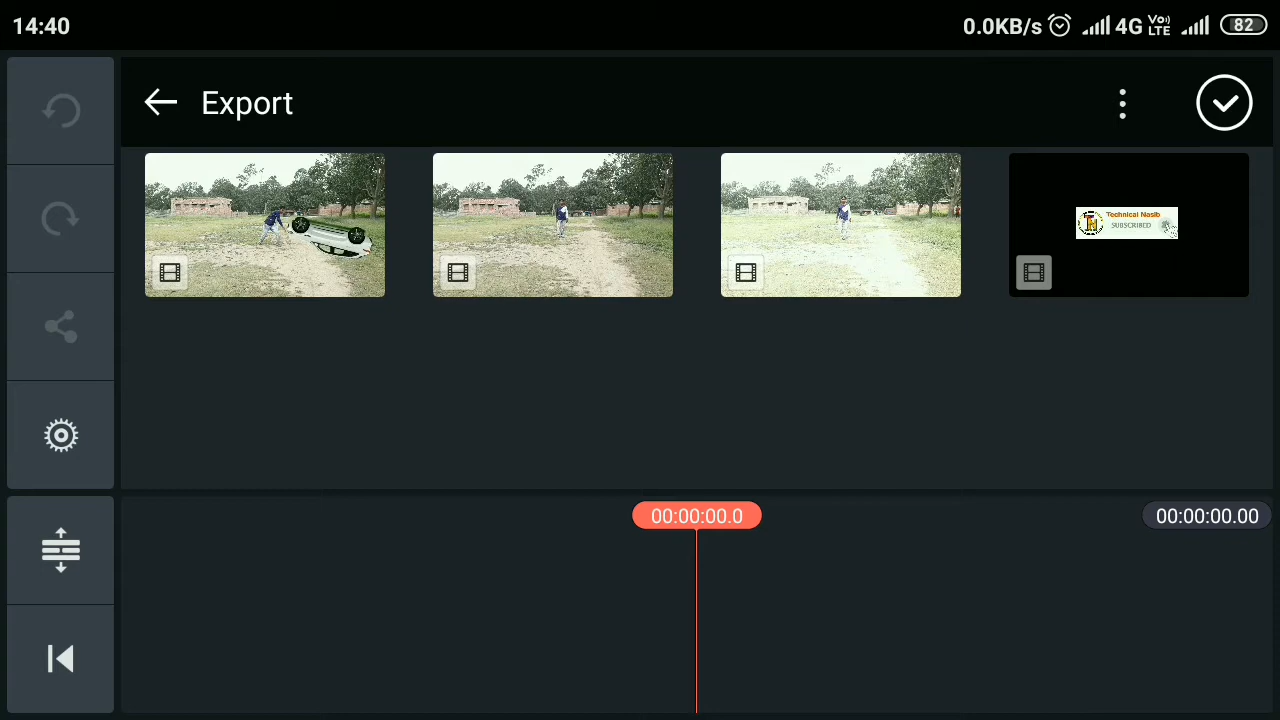 14:40
0.0KB/s 4G Vo)) LTE 82
Export
Technical Nasib
SUBSCRIBED
00:00:00.0
00:00:00.00